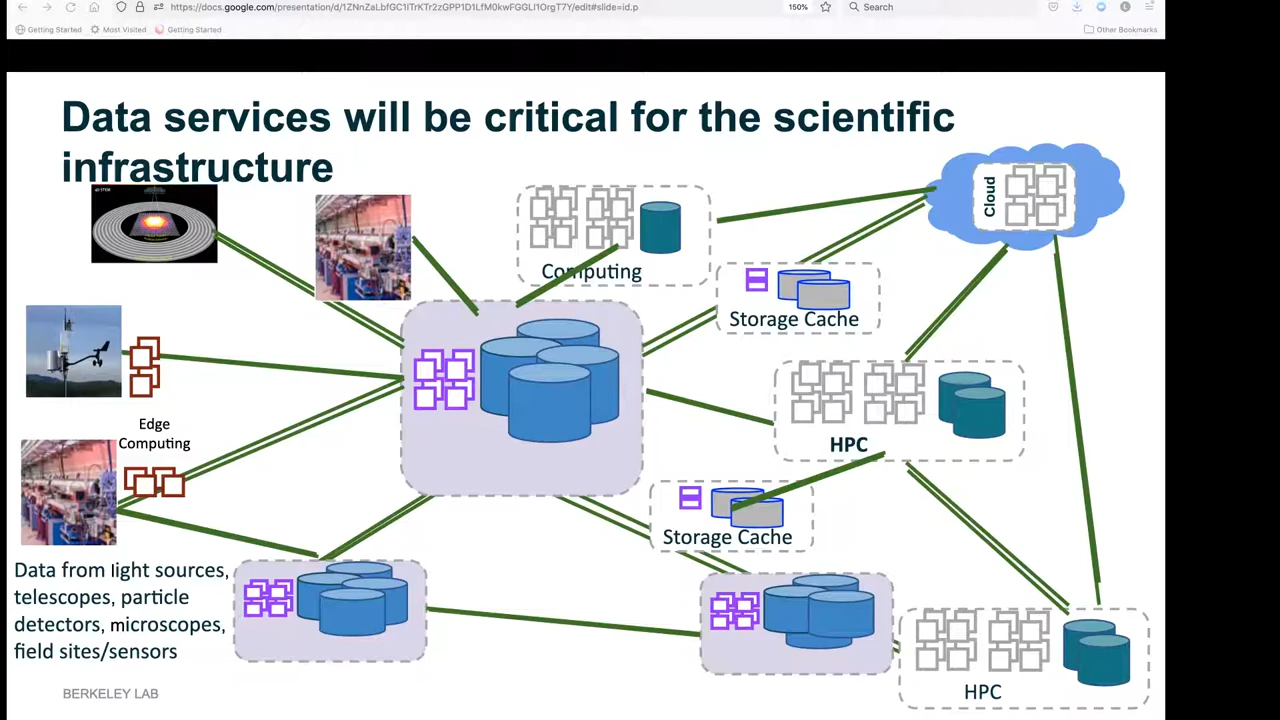 https://docs.google.com/presentation/d/1ZNnZaLbfGC1lTrKTr2zGPP1D1LfM0kwFGGLl1OrgT7Y/edit#slide=id.p
150%
Search
Getting Started
Most Visited
Getting Started
Other Bookmarks
Data services will be critical for the scientific
infrastructure
Cloud
Computing
Storage Cache
Edge
Computing
HPC
Storage Cache
Data from light sources,
telescopes, particle
detectors, microscopes,
field sites/sensors
HPC
BERKELEY LAB